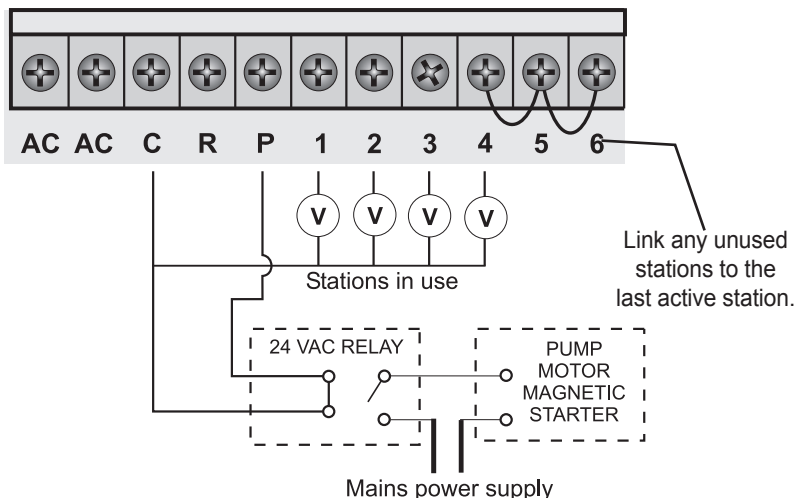 AC AC C R P 1 2 3 4 5 6
V V V V
Stations in use
Link any unused
stations to the
last active station.
24 VAC RELAY
PUMP
MOTOR
MAGNETIC
STARTER
Mains power supply